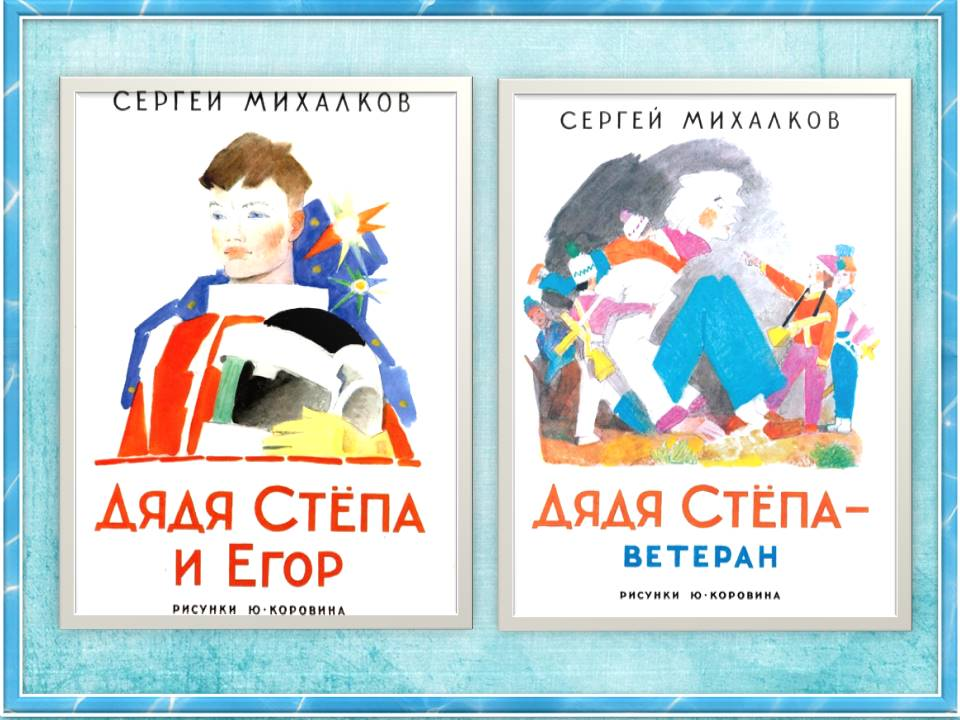 СЕРГЕЙ МИХАЛКОВ
ДЯДЯ СТЁПА
И ЕГОР
РИСУНКИ Ю·КОРОВИНА
СЕРГЕЙ МИХАЛКОВ
ДЯДЯ СТЁПА–
ВЕТЕРАН
РИСУНКИ Ю·КОРОВИНА